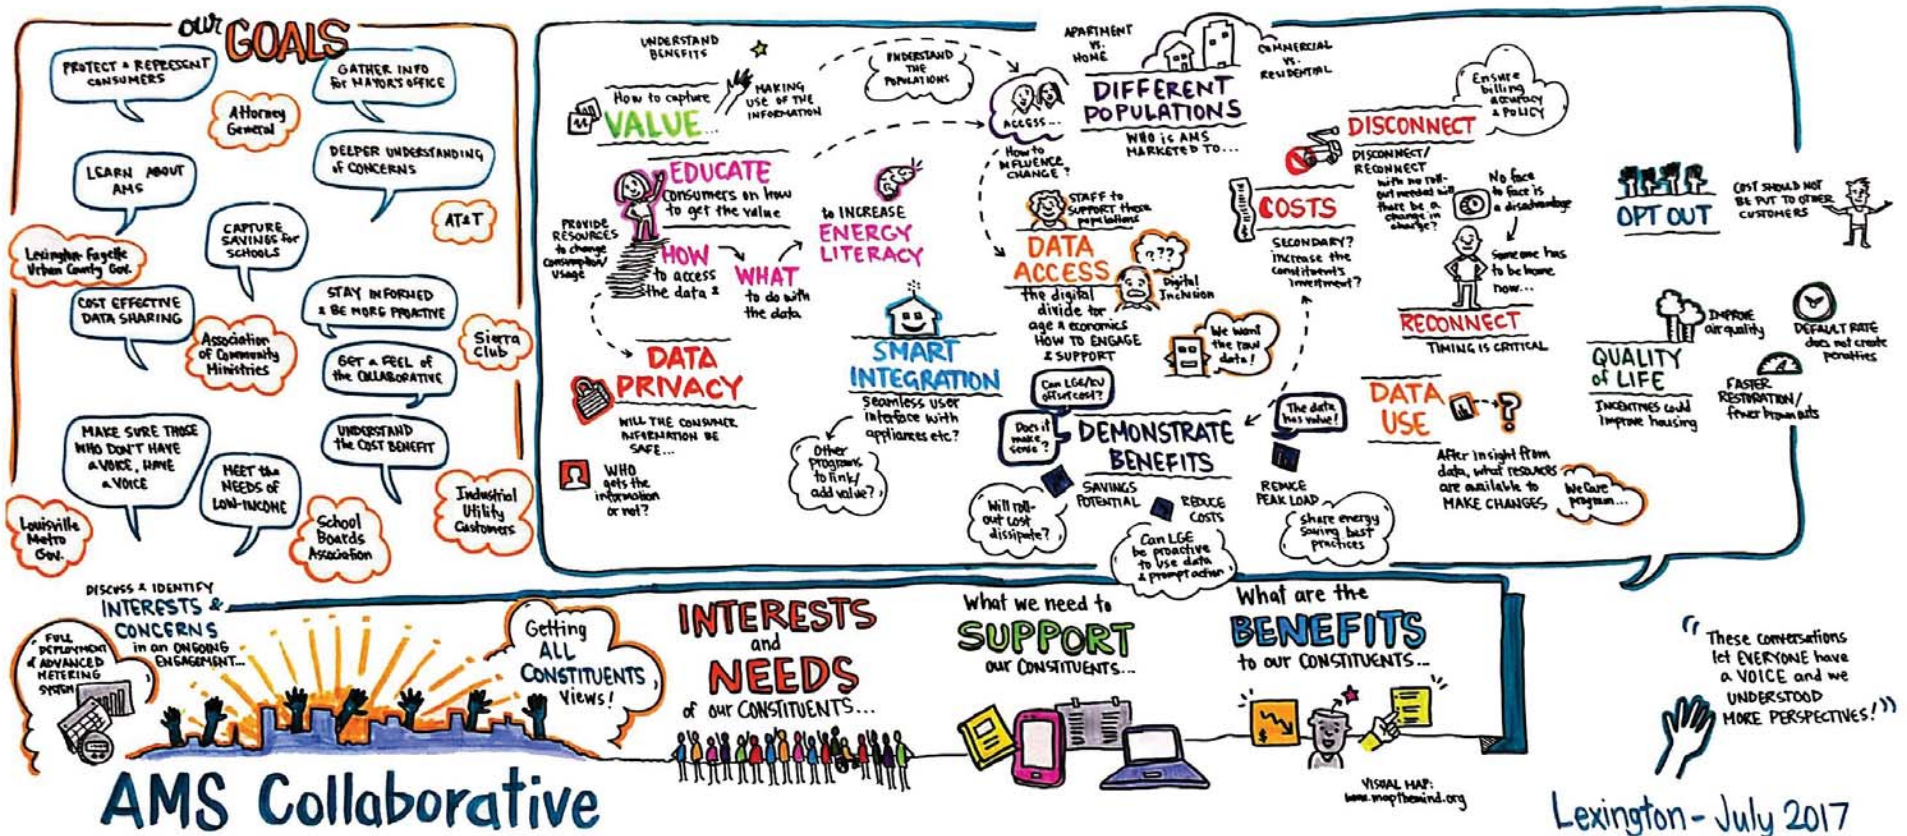 our
GOALS
PROTECT & REPRESENT
CONSUMERS
GATHER INFO
for MAYOR'S OFFICE
Attorney
General
DEEPER UNDERSTANDING
of CONCERNS
LEARN ABOUT
AMS
AT&T
CAPTURE
SAVINGS for
SCHOOLS
Lexington-Fayette
Urban County Gov.
COST EFFECTIVE
DATA SHARING
STAY INFORMED
& BE MORE PROACTIVE
Association
of Community
Ministries
Sierra
Club
GET A FEEL of
the COLLABORATIVE
MAKE SURE THOSE
WHO DON'T HAVE
a VOICE, HAVE
a VOICE
UNDERSTAND
the COST BENEFIT
MEET the
NEEDS of
LOW-INCOME
Industrial
Utility
Customers
Louisville
Metro
Gov.
School
Boards
Association
UNDERSTAND
BENEFITS
How to capture
VALUE...
MAKING
USE OF THE
INFORMATION
UNDERSTAND
THE
POPULATIONS
EDUCATE
consumers on how
to get the value
PROVIDE
RESOURCES
to change
consumption/
usage
HOW
to access
the data &
WHAT
to do with
the data
to INCREASE
ENERGY
LITERACY
DATA
PRIVACY
WILL THE CONSUMER
INFORMATION BE
SAFE...
WHO
gets the
information
or not?
SMART
INTEGRATION
Seamless user
interface with
appliances etc?
Other
programs
to link/
add value?
APARTMENT
VS.
HOME
COMMERCIAL
VS.
RESIDENTIAL
DIFFERENT
POPULATIONS
WHO is AMS
MARKETED TO...
ACCESS...
How to
INFLUENCE
CHANGE?
STAFF to
SUPPORT these
populations
DATA
ACCESS
???
Digital
Inclusion
the digital
divide for
age & economics
HOW TO ENGAGE
& SUPPORT
We want
the raw
data!
COSTS
SECONDARY?
increase the
constituent's
investment?
Can LGE/KU
offset cost?
Does it
make
sense?
DEMONSTRATE
BENEFITS
The data
has value!
SAVINGS
POTENTIAL
REDUCE
COSTS
REDUCE
PEAK LOAD
Will roll-
out cost
dissipate?
Can LGE
be proactive
to use data
& prompt action
Share energy
saving best
practices
Ensure
billing
accuracy
& POLICY
DISCONNECT
DISCONNECT/
RECONNECT
with no roll-
out needed will
there be a
change in
charge?
No face
to face is
a disadvantage
Someone has
to be home
now...
RECONNECT
TIMING IS CRITICAL
DATA
USE
?
After insight from
data, what resources
are available to
MAKE CHANGES
We Care
program...
OPT OUT
COST SHOULD NOT
BE PUT TO OTHER
CUSTOMERS
QUALITY
of LIFE
INCENTIVES could
Improve housing
IMPROVE
air quality
DEFAULT RATE
does not create
penalties
FASTER
RESTORATION/
fewer brown outs
DISCUSS & IDENTIFY
INTERESTS &
CONCERNS
in an ONGOING
ENGAGEMENT...
FULL
DEPLOYMENT
of ADVANCED
METERING
SYSTEM
Getting
ALL
CONSTITUENTS
views!
INTERESTS
and
NEEDS
of our CONSTITUENTS...
What we need to
SUPPORT
our CONSTITUENTS...
What are the
BENEFITS
to our CONSTITUENTS...
$
VISUAL MAP:
www.mapthemind.org
"These conversations
let EVERYONE have
a VOICE and we
UNDERSTOOD
MORE PERSPECTIVES!"
AMS Collaborative
Lexington - July 2017